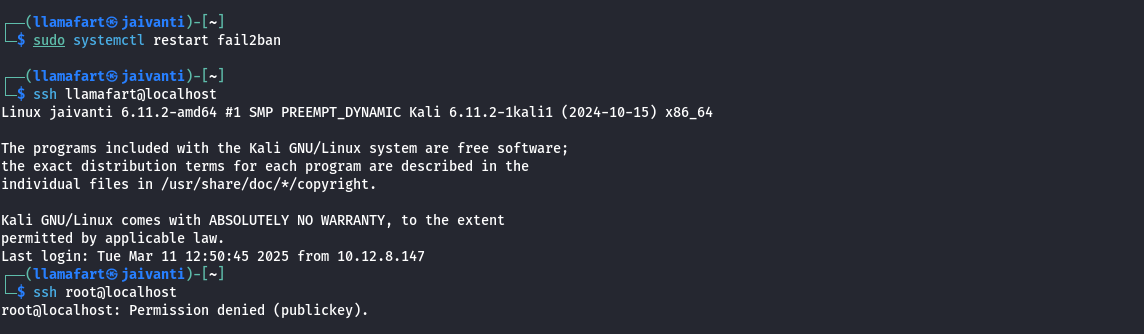 ┌──(llamafart㉿jaivanti)-[~]
└─$ sudo systemctl restart fail2ban
┌──(llamafart㉿jaivanti)-[~]
└─$ ssh llamafart@localhost
Linux jaivanti 6.11.2-amd64 #1 SMP PREEMPT_DYNAMIC Kali 6.11.2-1kali1 (2024-10-15) x86_64
The programs included with the Kali GNU/Linux system are free software;
the exact distribution terms for each program are described in the
individual files in /usr/share/doc/*/copyright.
Kali GNU/Linux comes with ABSOLUTELY NO WARRANTY, to the extent
permitted by applicable law.
Last login: Tue Mar 11 12:50:45 2025 from 10.12.8.147
┌──(llamafart㉿jaivanti)-[~]
└─$ ssh root@localhost
root@localhost: Permission denied (publickey).